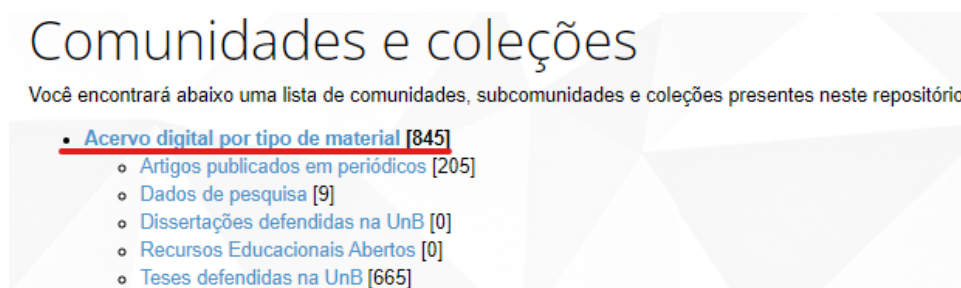 Comunidades e coleções
Você encontrará abaixo uma lista de comunidades, subcomunidades e coleções presentes neste repositório
Acervo digital por tipo de material [845]
Artigos publicados em periódicos [205]
Dados de pesquisa [9]
Dissertações defendidas na UnB [0]
Recursos Educacionais Abertos [0]
Teses defendidas na UnB [665]